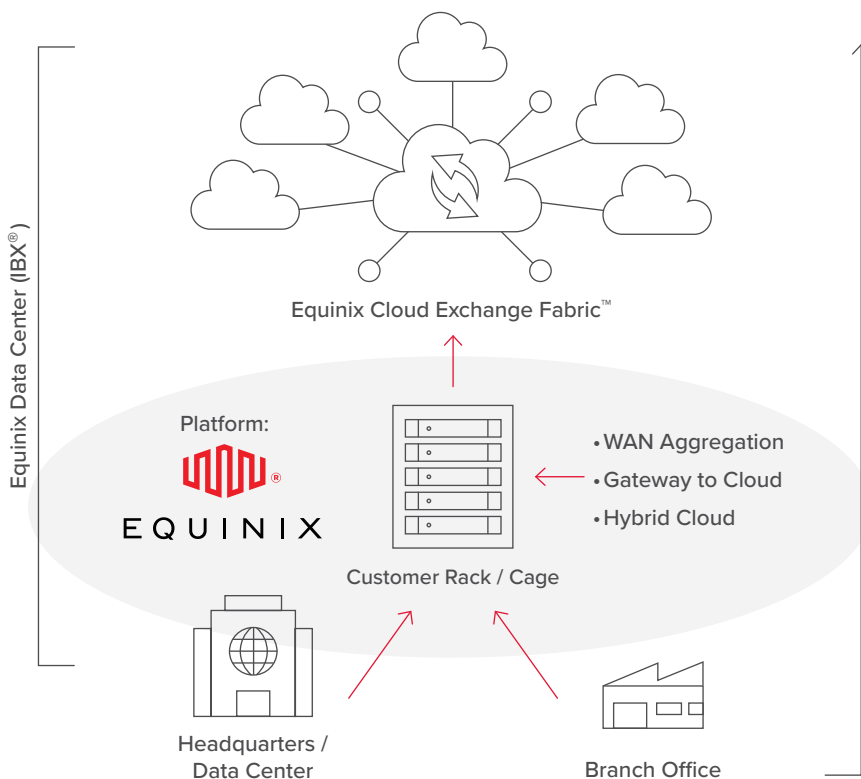 Equinix Data Center (IBX®)
Equinix Cloud Exchange Fabric™
Platform:
®
EQUINIX
• WAN Aggregation
• Gateway to Cloud
• Hybrid Cloud
Customer Rack / Cage
Headquarters /
Data Center
Branch Office